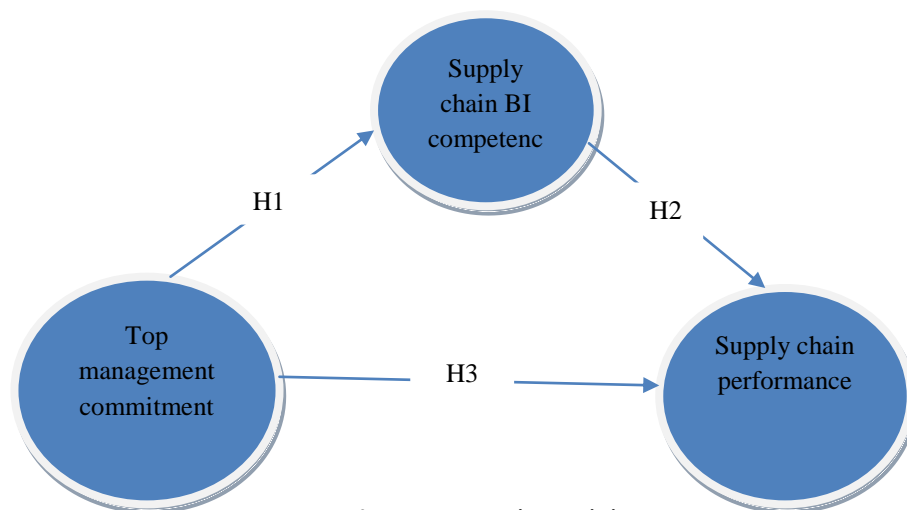 Supply
chain BI
competenc
H1
H2
Top
management
commitment
H3
Supply chain
performance